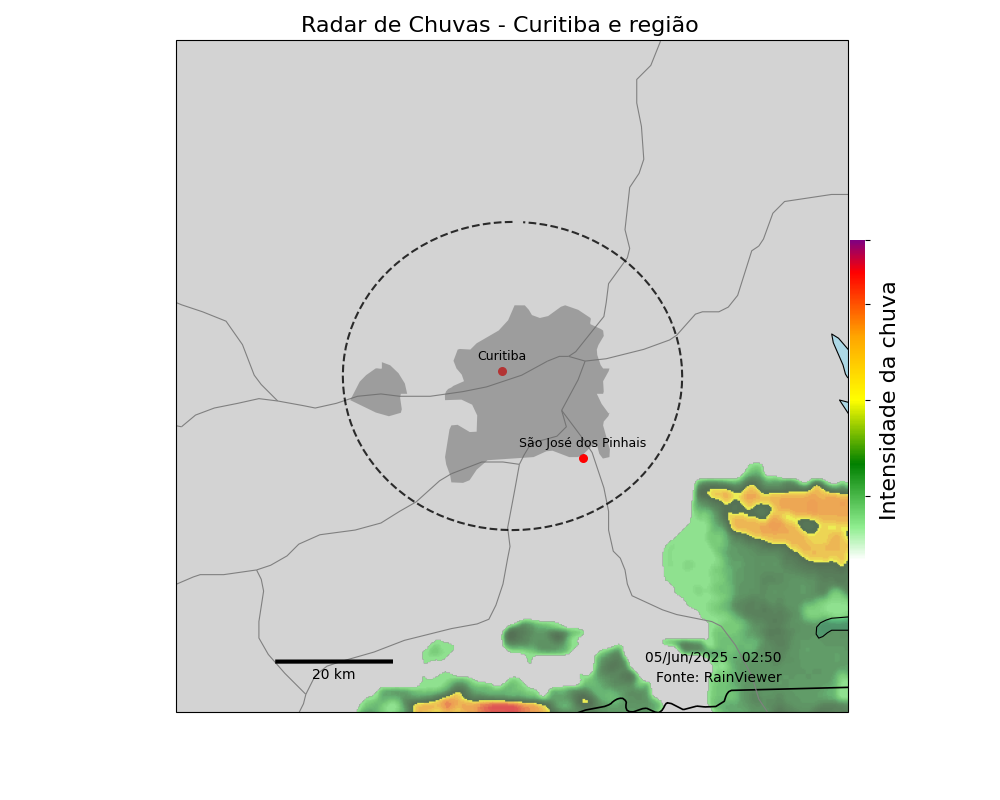 Radar de Chuvas - Curitiba e região
Curitiba
São José dos Pinhais
Intensidade da chuva
05/Jun/2025 - 02:50
20 km
Fonte: RainViewer